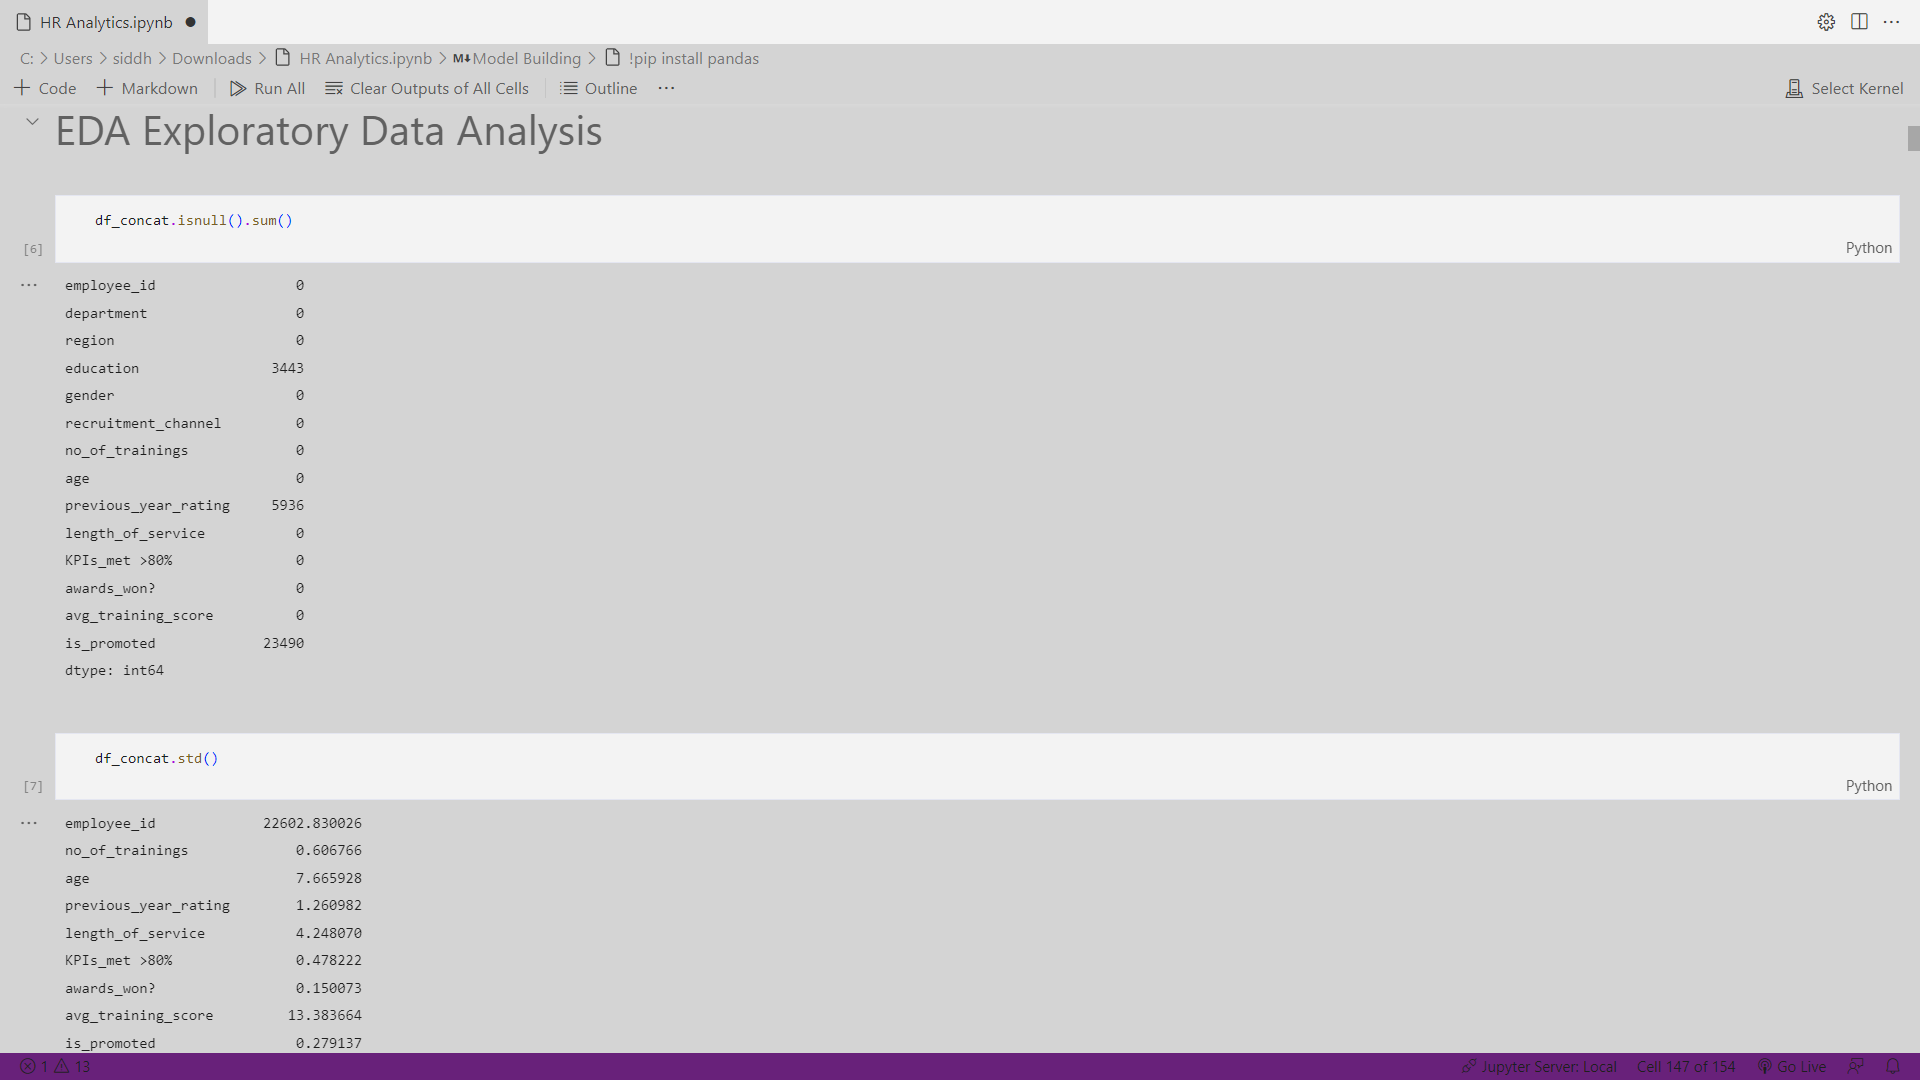 HR Analytics.ipynb
C: > Users > siddh > Downloads > HR Analytics.ipynb > M↓Model Building > !pip install pandas
+ Code + Markdown Run All Clear Outputs of All Cells Outline ... Select Kernel
EDA Exploratory Data Analysis
df_concat.isnull().sum()
[6] Python
... employee_id 0
department 0
region 0
education 3443
gender 0
recruitment_channel 0
no_of_trainings 0
age 0
previous_year_rating 5936
length_of_service 0
KPIs_met >80% 0
awards_won? 0
avg_training_score 0
is_promoted 23490
dtype: int64
df_concat.std()
[7] Python
... employee_id 22602.830026
no_of_trainings 0.606766
age 7.665928
previous_year_rating 1.260982
length_of_service 4.248070
KPIs_met >80% 0.478222
awards_won? 0.150073
avg_training_score 13.383664
is_promoted 0.279137
1 13 Jupyter Server: Local Cell 147 of 154 Go Live